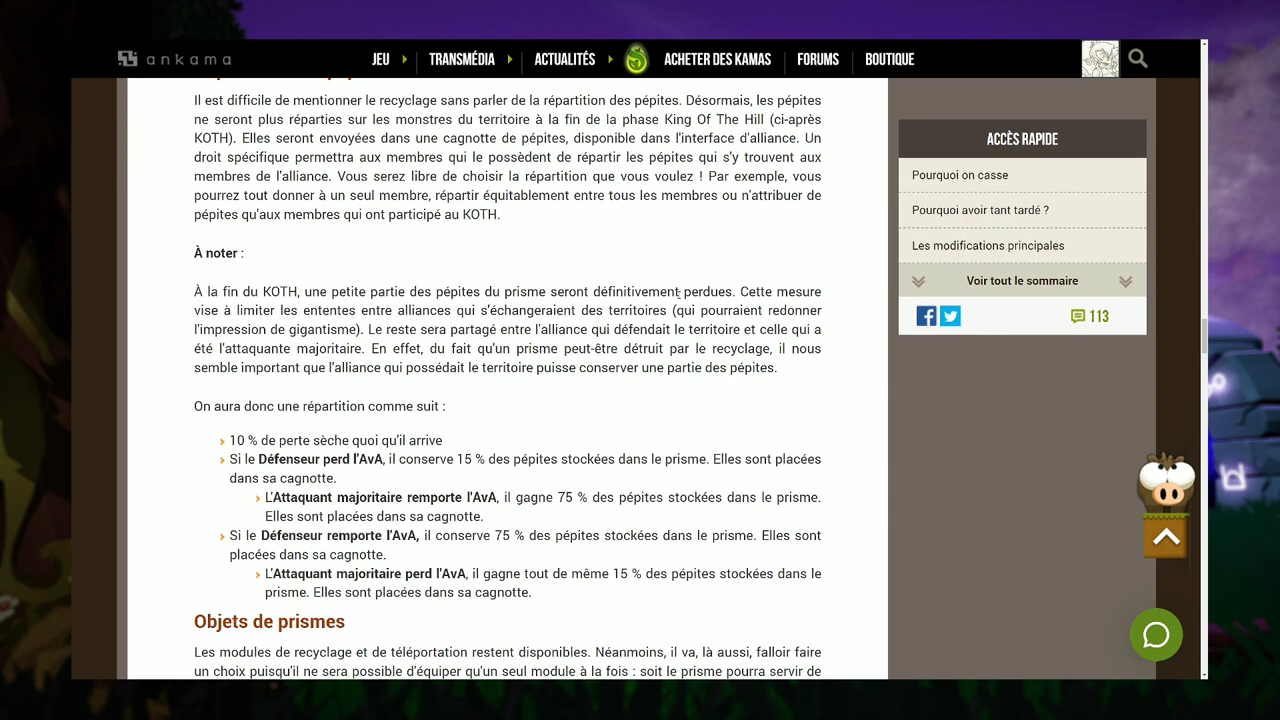 ankama
JEU
TRANSMÉDIA
ACTUALITÉS
ACHETER DES KAMAS
FORUMS
BOUTIQUE
Il est difficile de mentionner le recyclage sans parler de la répartition des pépites. Désormais, les pépites
ne seront plus réparties sur les monstres du territoire à la fin de la phase King Of The Hill (ci-après
KOTH). Elles seront envoyées dans une cagnotte de pépites, disponible dans l'interface d'alliance. Un
droit spécifique permettra aux membres qui le possèdent de répartir les pépites qui s'y trouvent aux
membres de l'alliance. Vous serez libre de choisir la répartition que vous voulez ! Par exemple, vous
pourrez tout donner à un seul membre, répartir équitablement entre tous les membres ou n'attribuer de
pépites qu'aux membres qui ont participé au KOTH.
À noter :
À la fin du KOTH, une petite partie des pépites du prisme seront définitivement perdues. Cette mesure
vise à limiter les ententes entre alliances qui s'échangeraient des territoires (qui pourraient redonner
l'impression de gigantisme). Le reste sera partagé entre l'alliance qui défendait le territoire et celle qui a
été l'attaquante majoritaire. En effet, du fait qu'un prisme peut-être détruit par le recyclage, il nous
semble important que l'alliance qui possédait le territoire puisse conserver une partie des pépites.
On aura donc une répartition comme suit :
10 % de perte sèche quoi qu'il arrive
Si le Défenseur perd l'AvA, il conserve 15 % des pépites stockées dans le prisme. Elles sont placées
dans sa cagnotte.
L'Attaquant majoritaire remporte l'AvA, il gagne 75 % des pépites stockées dans le prisme.
Elles sont placées dans sa cagnotte.
Si le Défenseur remporte l'AvA, il conserve 75 % des pépites stockées dans le prisme. Elles sont
placées dans sa cagnotte.
L'Attaquant majoritaire perd l'AvA, il gagne tout de même 15 % des pépites stockées dans le
prisme. Elles sont placées dans sa cagnotte.
Objets de prismes
Les modules de recyclage et de téléportation restent disponibles. Néanmoins, il va, là aussi, falloir faire
un choix puisqu'il ne sera possible d'équiper qu'un seul module à la fois : soit le prisme pourra servir de
ACCÈS RAPIDE
Pourquoi on casse
Pourquoi avoir tant tardé ?
Les modifications principales
Voir tout le sommaire
113